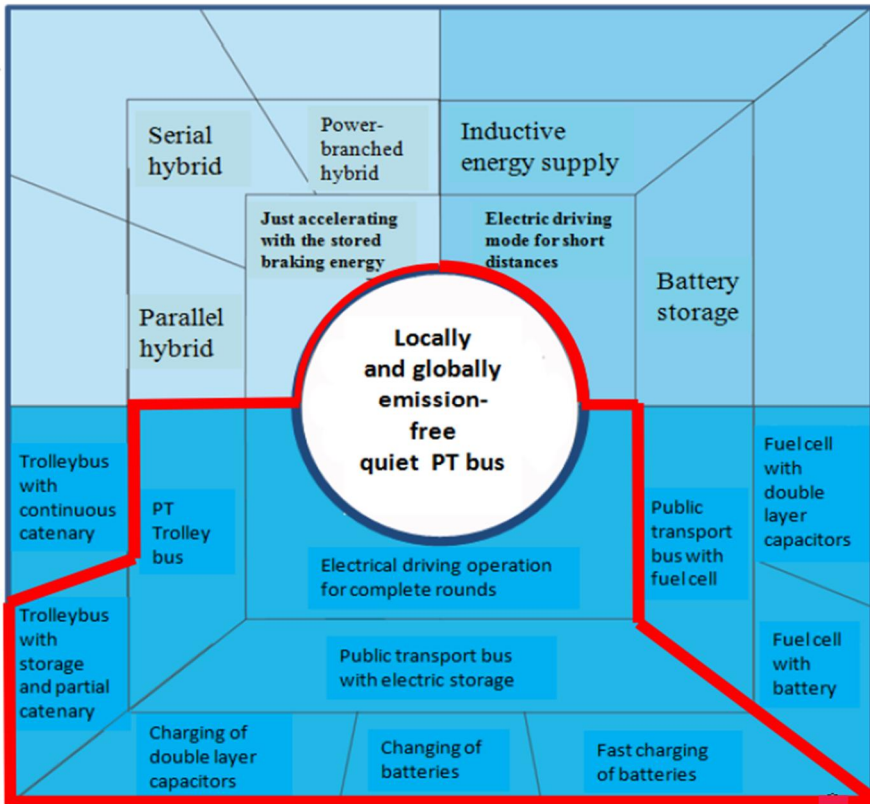 Serial
hybrid
Power-
branched
hybrid
Inductive
energy supply
Just accelerating
with the stored
braking energy
Electric driving
mode for short
distances
Parallel
hybrid
Battery
storage
Locally
and globally
emission-
free
quiet PT bus
Trolleybus
with
continuous
catenary
PT
Trolley
bus
Electrical driving operation
for complete rounds
Public
transport
bus with
fuel cell
Fuel cell
with
double
layer
capacitors
Trolleybus
with
storage
and partial
catenary
Public transport bus
with electric storage
Fuel cell
with
battery
Charging of
double layer
capacitors
Changing of
batteries
Fast charging
of batteries